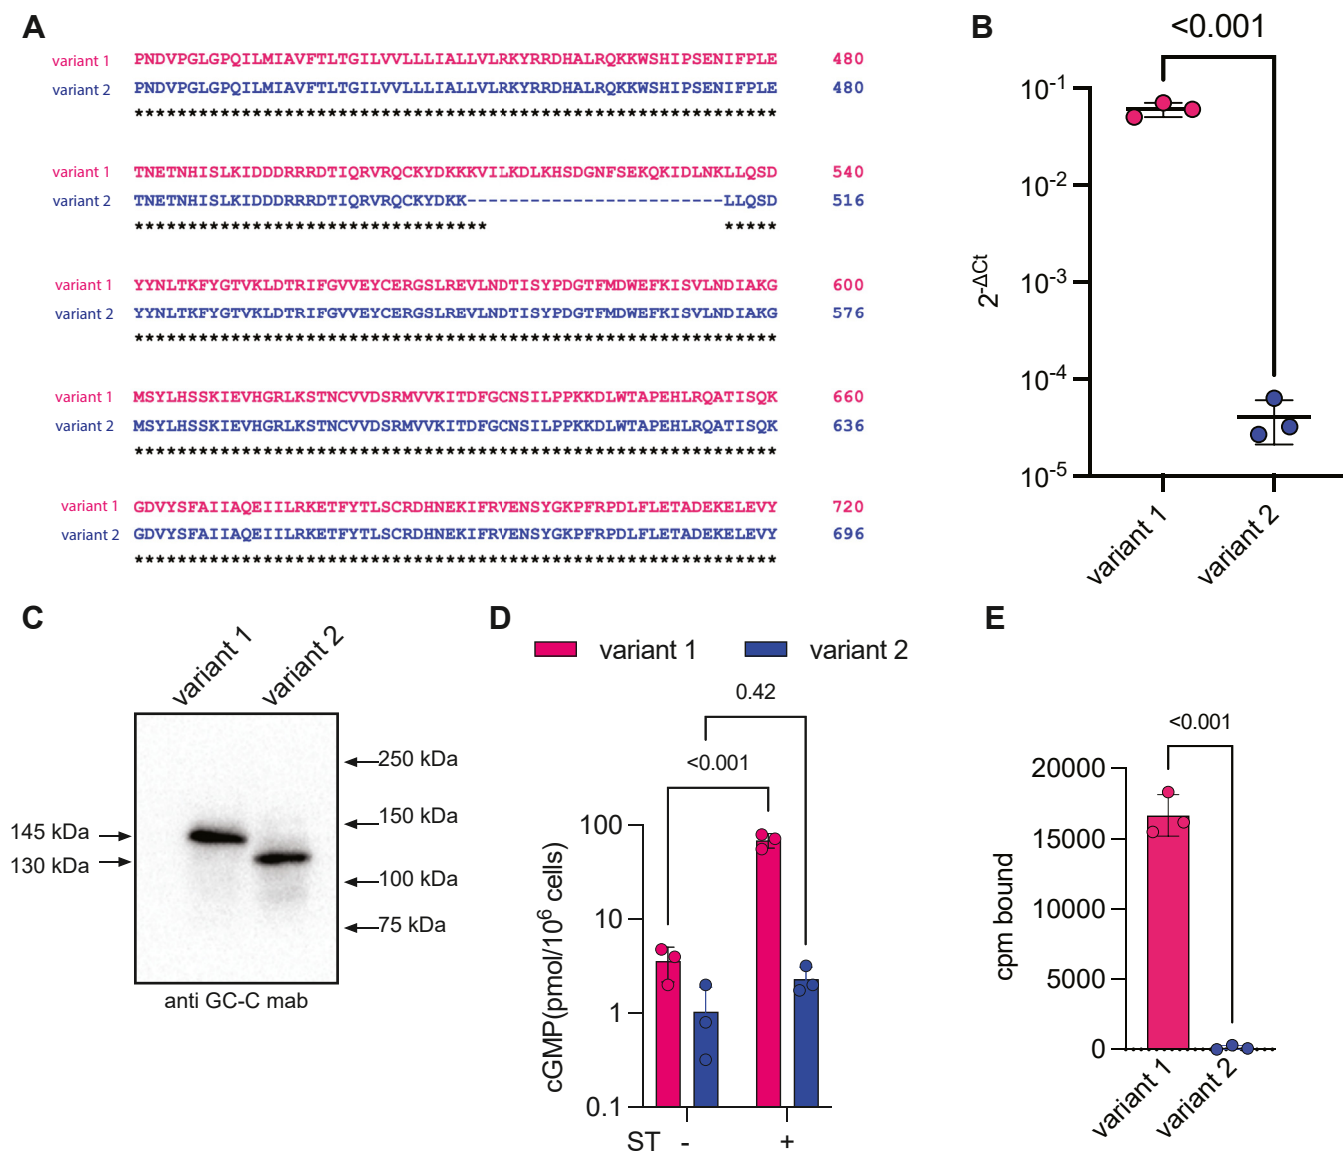 A
variant 1 PNDVPGLGPQILMIAVFTLTGILVVLLLIALLVLRKYRRDHALRQKKWSHIPSENIFPLE 480
variant 2 PNDVPGLGPQILMIAVFTLTGILVVLLLIALLVLRKYRRDHALRQKKWSHIPSENIFPLE 480
************************************************************
variant 1 TNETNHISLKIDDDRRRDTIQRVRQCKYDKKKVILKDLKHSDGNFSEKQKIDLNKLLQSD 540
variant 2 TNETNHISLKIDDDRRRDTIQRVRQCKYDKK------------------------LLQSD 516
********************************* *****
variant 1 YYNLTKFYGTVKLDTRIFGVVEYCERGSLREVLNDTISYPDGTFMDWEFKISVLNDIAKG 600
variant 2 YYNLTKFYGTVKLDTRIFGVVEYCERGSLREVLNDTISYPDGTFMDWEFKISVLNDIAKG 576
************************************************************
variant 1 MSYLHSSKIEVHGRLKSTNCVVDSRMVVKITDFGCNSILPPKKDLWTAPEHLRQATISQK 660
variant 2 MSYLHSSKIEVHGRLKSTNCVVDSRMVVKITDFGCNSILPPKKDLWTAPEHLRQATISQK 636
************************************************************
variant 1 GDVYSFAIIAQEIILRKETFYTLSCRDHNEKIFRVENSYGKPFRPDLFLETADEKELEVY 720
variant 2 GDVYSFAIIAQEIILRKETFYTLSCRDHNEKIFRVENSYGKPFRPDLFLETADEKELEVY 696
************************************************************
B
<0.001
10-1
10-2
10-3
10-4
10-5
2-ΔCt
variant 1
variant 2
C
variant 1
variant 2
250 kDa
150 kDa
145 kDa
130 kDa
100 kDa
75 kDa
anti GC-C mab
D
variant 1 variant 2
0.42
<0.001
100
10
1
0.1
cGMP(pmol/10⁶ cells)
ST - +
E
<0.001
20000
15000
10000
5000
0
cpm bound
variant 1
variant 2